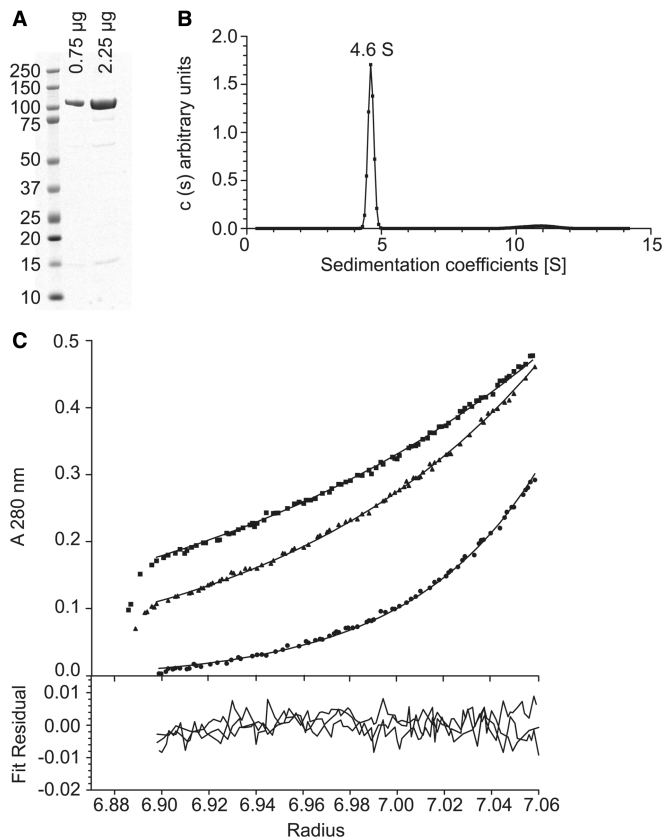 A
0.75 µg
2.25 µg
250
150
100
75
50
37
25
20
15
10
B
4.6 S
c (s) arbitrary units
2.0
1.5
1.0
0.5
0.0
0 5 10 15
Sedimentation coefficients [S]
C
A 280 nm
0.5
0.4
0.3
0.2
0.1
0.0
Fit Residual
0.01
0.00
-0.01
-0.02
6.88 6.90 6.92 6.94 6.96 6.98 7.00 7.02 7.04 7.06
Radius